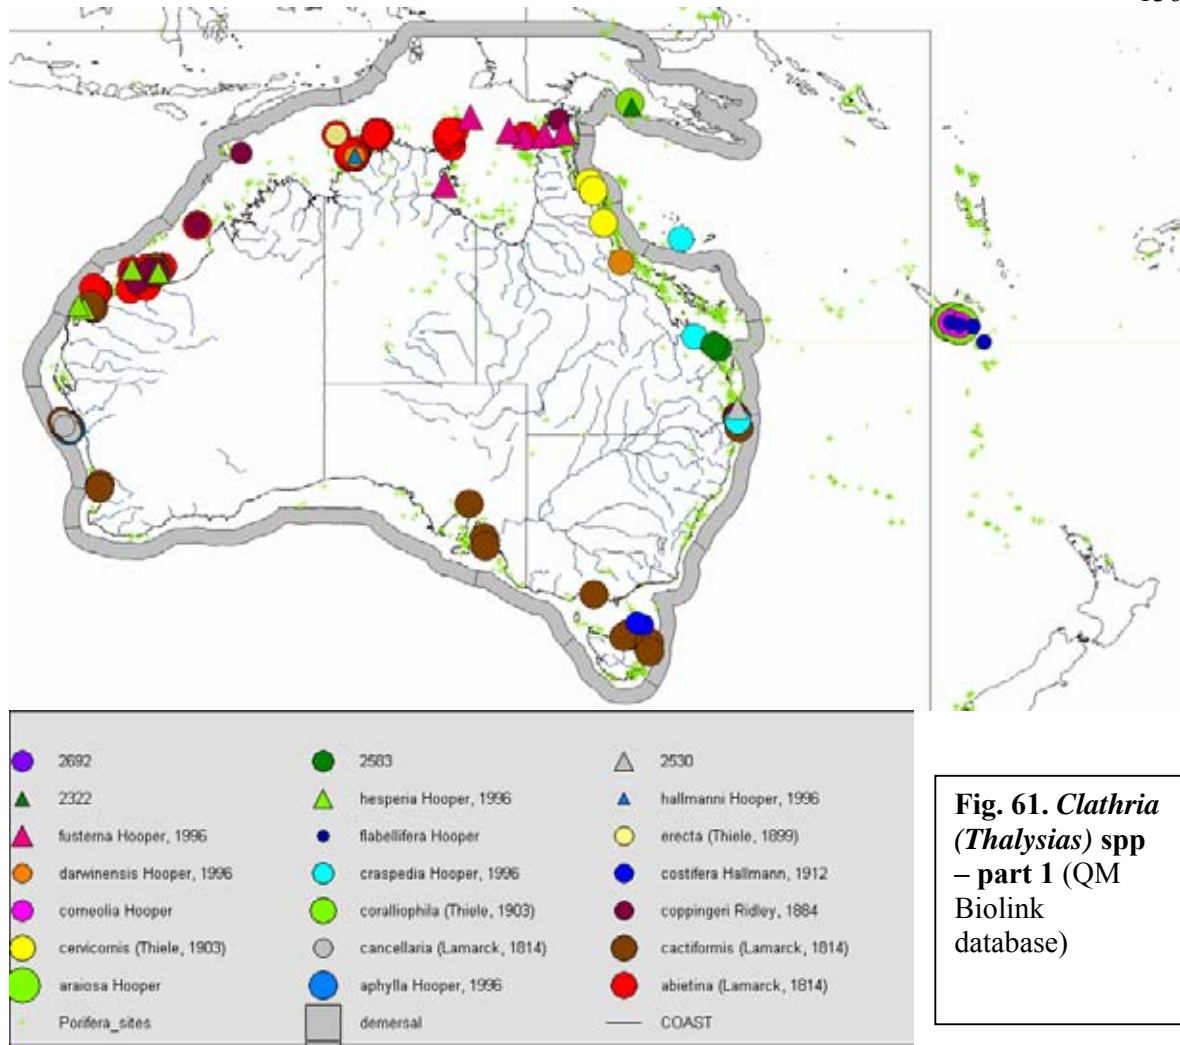 2692 2583 2530
2322 hesperia Hooper, 1996 hallmanni Hooper, 1996
fusterna Hooper, 1996 flabellifera Hooper erecta (Thiele, 1899)
darwinensis Hooper, 1996 craspedia Hooper, 1996 costifera Hallmann, 1912
corneolia Hooper coralliophila (Thiele, 1903) coppingeri Ridley, 1884
cervicornis (Thiele, 1903) cancellaria (Lamarck, 1814) cactiformis (Lamarck, 1814)
araiosa Hooper aphylla Hooper, 1996 abietina (Lamarck, 1814)
Porifera_sites demersal COAST
Fig. 61. Clathria
(Thalysias) spp
– part 1 (QM
Biolink
database)